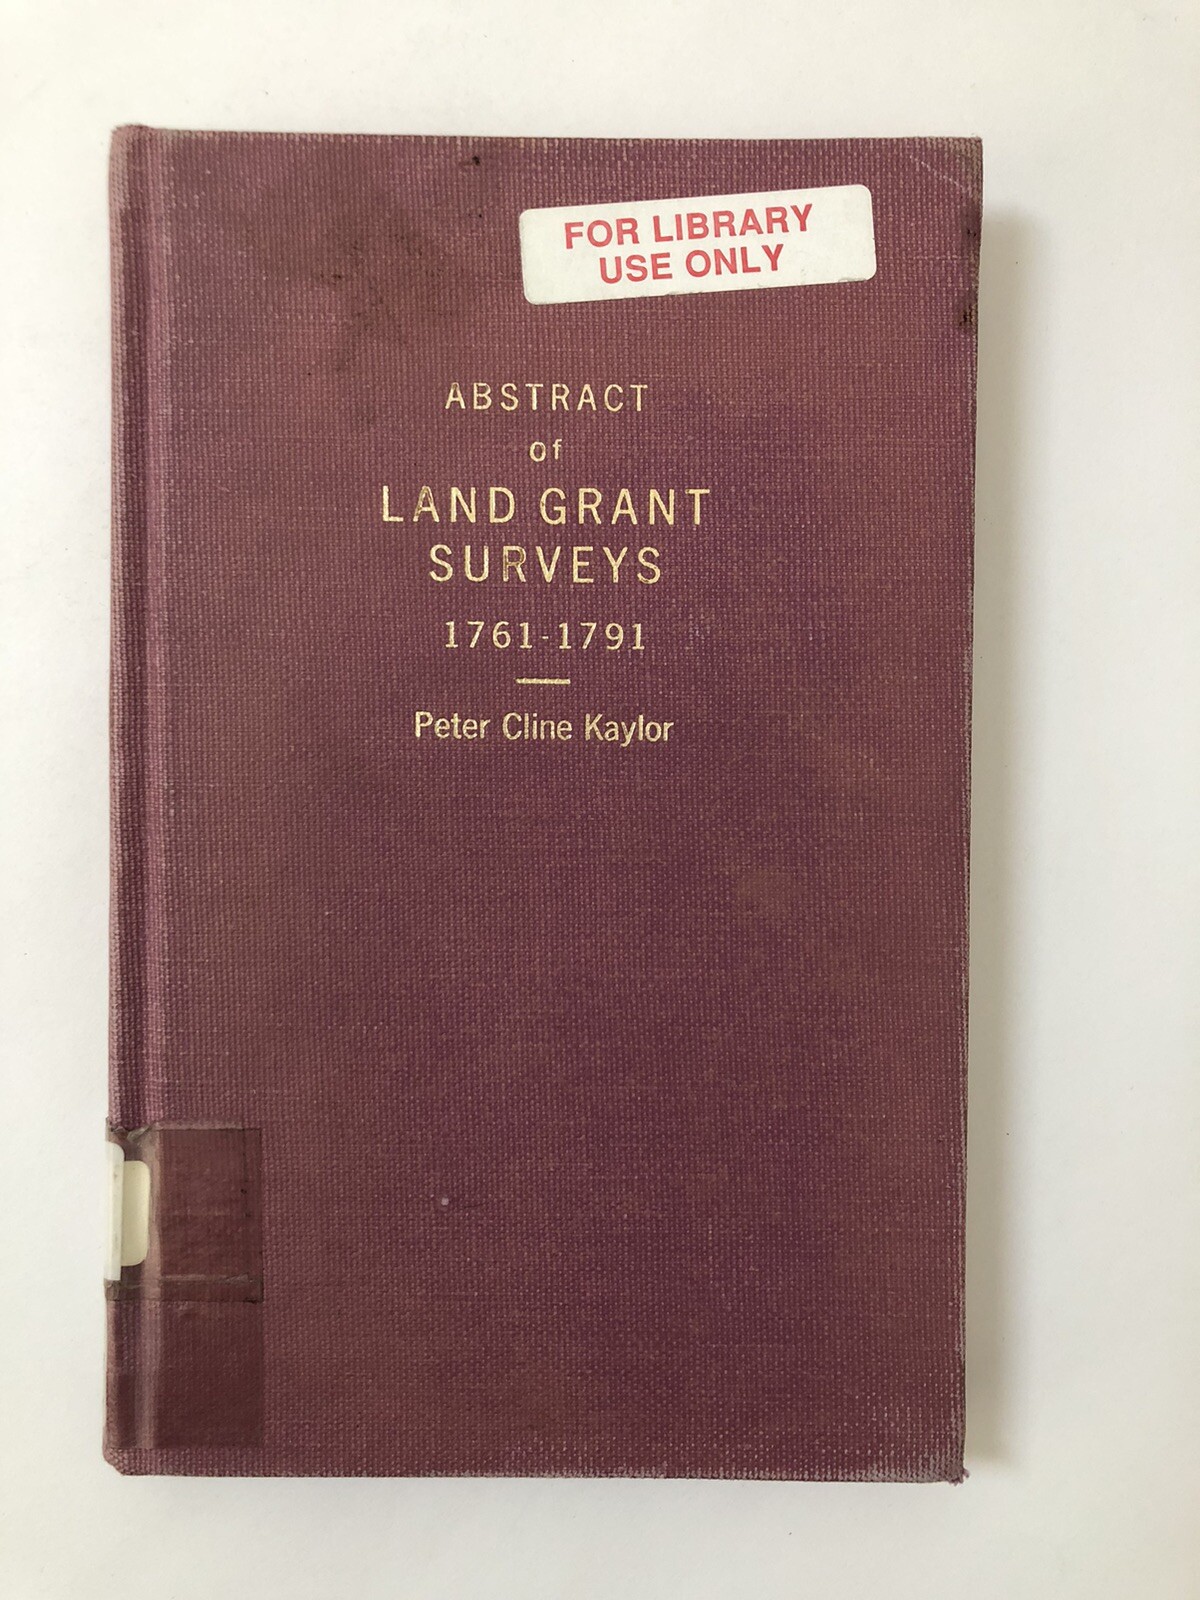 FOR LIBRARY
USE ONLY
ABSTRACT
of
LAND GRANT
SURVEYS
1761-1791
Peter Cline Kaylor